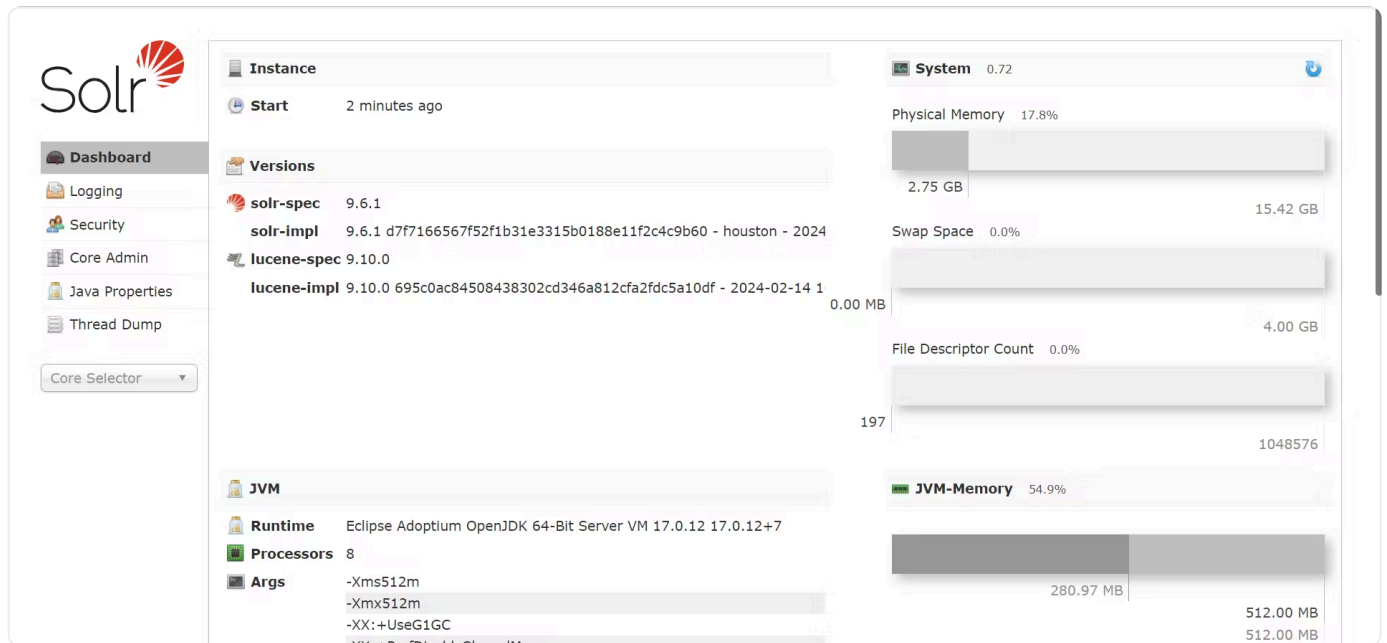 Solr
Dashboard
Logging
Security
Core Admin
Java Properties
Thread Dump
Core Selector
Instance
Start 2 minutes ago
Versions
solr-spec 9.6.1
solr-impl 9.6.1 d7f7166567f52f1b31e3315b0188e11f2c4c9b60 - houston - 2024
lucene-spec 9.10.0
lucene-impl 9.10.0 695c0ac84508438302cd346a812cfa2fdc5a10df - 2024-02-14 1
JVM
Runtime Eclipse Adoptium OpenJDK 64-Bit Server VM 17.0.12 17.0.12+7
Processors 8
Args -Xms512m
-Xmx512m
-XX:+UseG1GC
System 0.72
Physical Memory 17.8%
2.75 GB
15.42 GB
Swap Space 0.0%
0.00 MB
4.00 GB
File Descriptor Count 0.0%
197
1048576
JVM-Memory 54.9%
280.97 MB
512.00 MB
512.00 MB